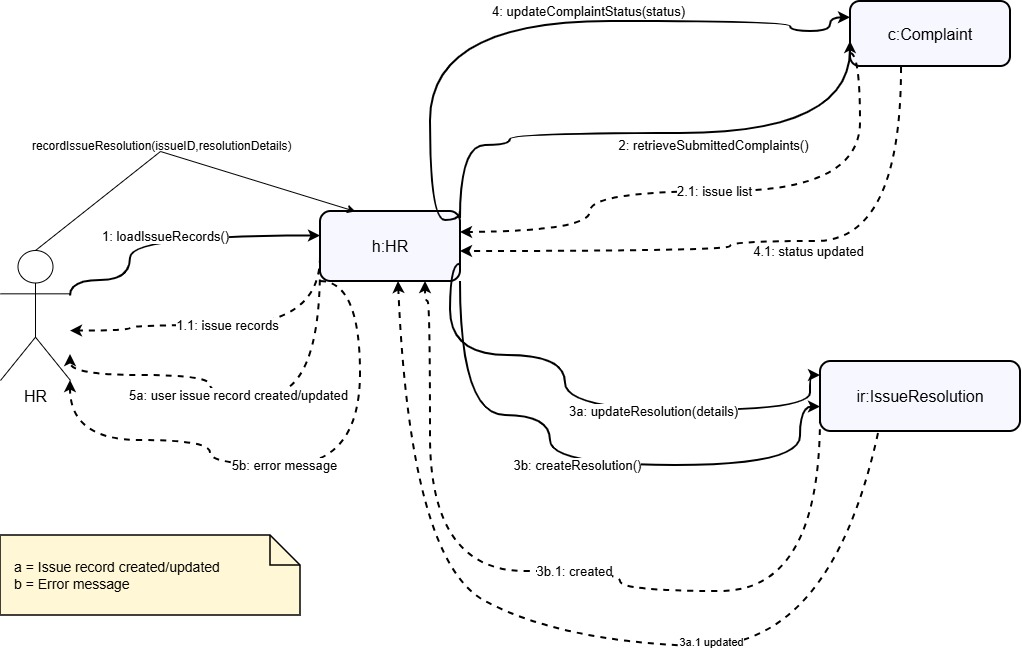 4: updateComplaintStatus(status)
c:Complaint
recordIssueResolution(issueID,resolutionDetails)
2: retrieveSubmittedComplaints()
2.1: issue list
1: loadIssueRecords()
h:HR
4.1: status updated
1.1: issue records
HR
5a: user issue record created/updated
3a: updateResolution(details)
ir:IssueResolution
5b: error message
3b: createResolution()
a = Issue record created/updated
b = Error message
3b.1: created
3a.1 updated